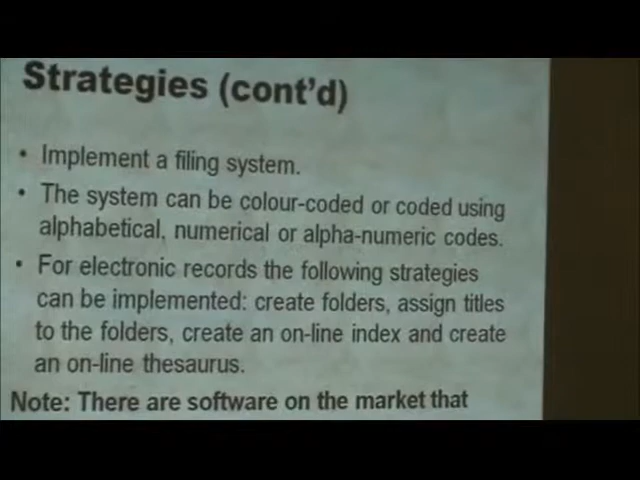 Strategies (cont'd)
• Implement a filing system.
• The system can be colour-coded or coded using
alphabetical, numerical or alpha-numeric codes.
• For electronic records the following strategies
can be implemented: create folders, assign titles
to the folders, create an on-line index and create
an on-line thesaurus.
Note: There are software on the market that